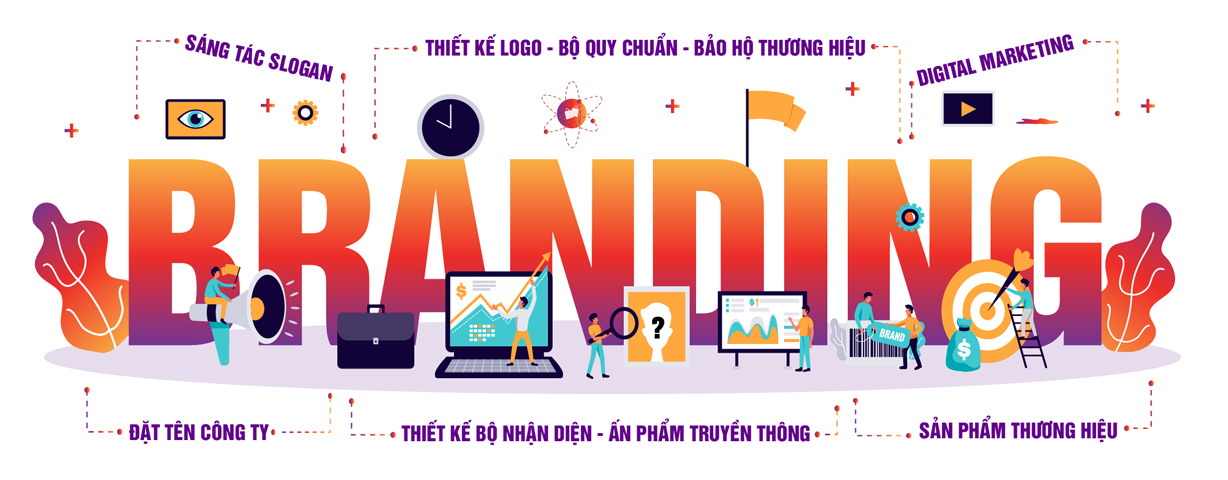 SÁNG TÁC SLOGAN
THIẾT KẾ LOGO - BỘ QUY CHUẨN - BẢO HỘ THƯƠNG HIỆU
DIGITAL MARKETING
BRANDING
$
?
$
BRAND
$
ĐẶT TÊN CÔNG TY
THIẾT KẾ BỘ NHẬN DIỆN - ẤN PHẨM TRUYỀN THÔNG
SẢN PHẨM THƯƠNG HIỆU